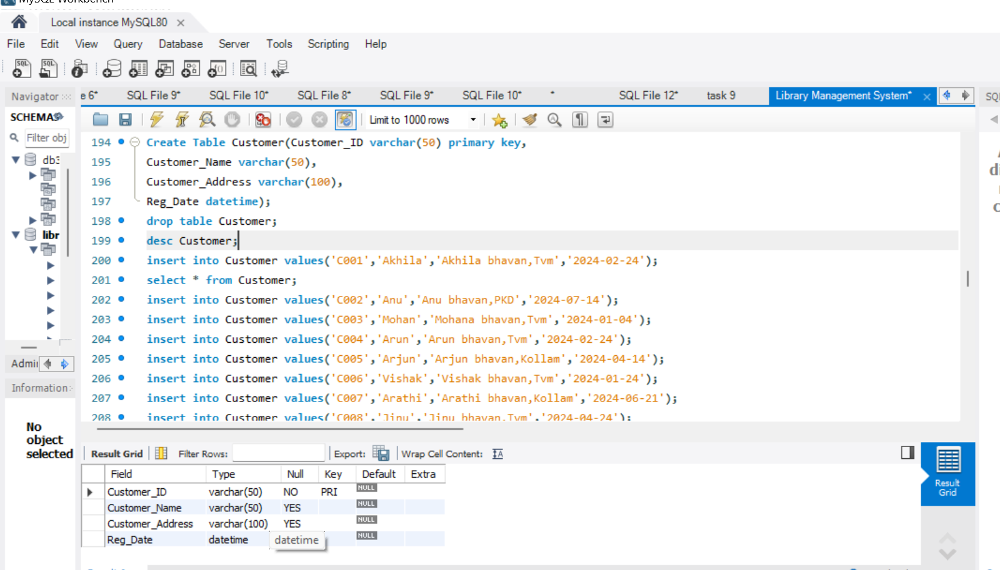 MySQL Workbench
Local instance MySQL80
File Edit View Query Database Server Tools Scripting Help
Navigator
e 6* SQL File 9* SQL File 10* SQL File 8* SQL File 9* SQL File 10* * SQL File 12* task 9 Library Management System*
SQ
SCHEMAS
Limit to 1000 rows
Filter obj
db3
libr
194 Create Table Customer(Customer_ID varchar(50) primary key,
195 Customer_Name varchar(50),
196 Customer_Address varchar(100),
197 Reg_Date datetime);
198 drop table Customer;
199 desc Customer;
200 insert into Customer values('C001','Akhila','Akhila bhavan,Tvm','2024-02-24');
201 select * from Customer;
202 insert into Customer values('C002','Anu','Anu bhavan,PKD','2024-07-14');
203 insert into Customer values('C003','Mohan','Mohana bhavan,Tvm','2024-01-04');
204 insert into Customer values('C004','Arun','Arun bhavan,Tvm','2024-02-24');
205 insert into Customer values('C005','Arjun','Arjun bhavan,Kollam','2024-04-14');
206 insert into Customer values('C006','Vishak','Vishak bhavan,Tvm','2024-01-24');
207 insert into Customer values('C007','Arathi','Arathi bhavan,Kollam','2024-06-21');
208 insert into Customer values('C008','Jinu','Jinu bhavan,Tvm','2024-04-24');
di
c
Admi
Information
No
object
selected
Result Grid Filter Rows: Export: Wrap Cell Content:
Field Type Null Key Default Extra
Customer_ID varchar(50) NO PRI NULL
Customer_Name varchar(50) YES NULL
Customer_Address varchar(100) YES NULL
Reg_Date datetime datetime NULL
Result
Grid